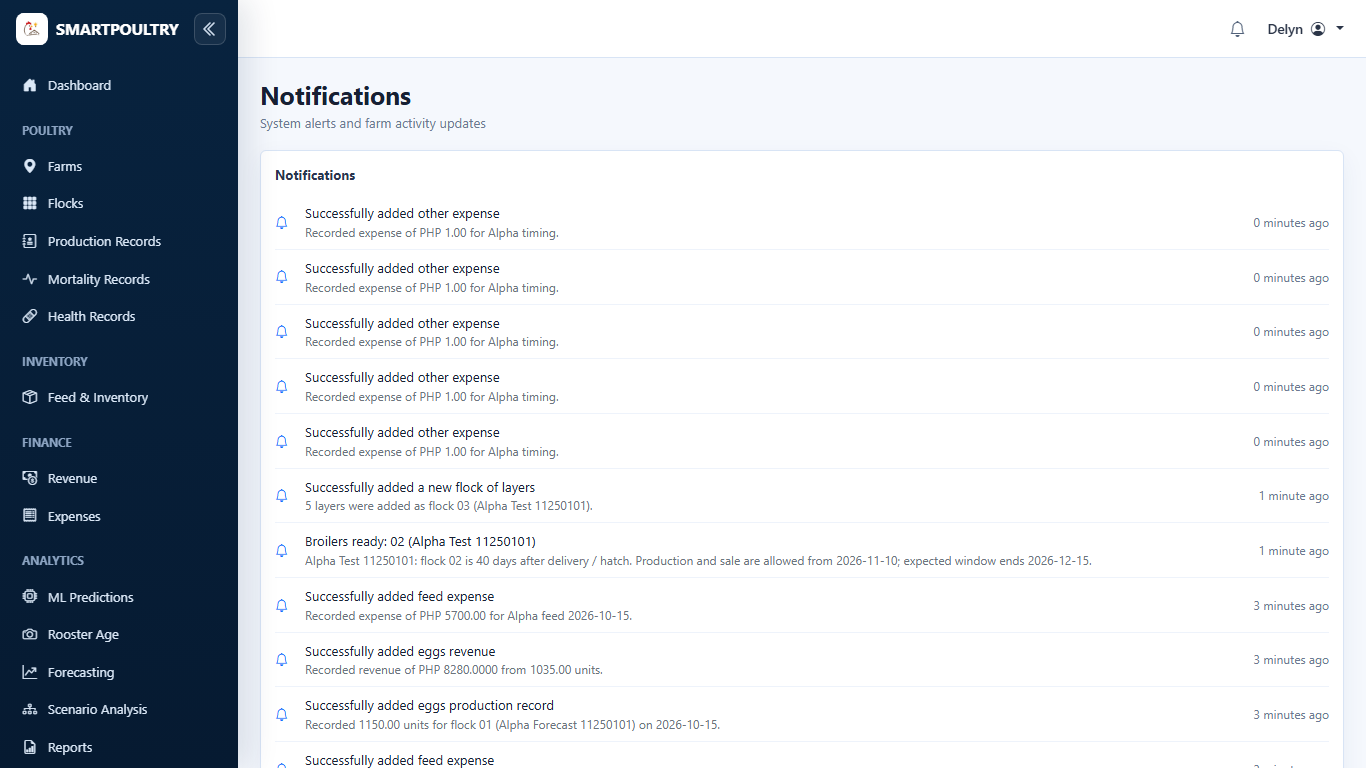 SMARTPOULTRY
Delyn
Dashboard
POULTRY
Farms
Flocks
Production Records
Mortality Records
Health Records
INVENTORY
Feed & Inventory
FINANCE
Revenue
Expenses
ANALYTICS
ML Predictions
Rooster Age
Forecasting
Scenario Analysis
Reports
Notifications
System alerts and farm activity updates
Notifications
Successfully added other expense
Recorded expense of PHP 1.00 for Alpha timing.
0 minutes ago
Successfully added other expense
Recorded expense of PHP 1.00 for Alpha timing.
0 minutes ago
Successfully added other expense
Recorded expense of PHP 1.00 for Alpha timing.
0 minutes ago
Successfully added other expense
Recorded expense of PHP 1.00 for Alpha timing.
0 minutes ago
Successfully added other expense
Recorded expense of PHP 1.00 for Alpha timing.
0 minutes ago
Successfully added a new flock of layers
5 layers were added as flock 03 (Alpha Test 11250101).
1 minute ago
Broilers ready: 02 (Alpha Test 11250101)
Alpha Test 11250101: flock 02 is 40 days after delivery / hatch. Production and sale are allowed from 2026-11-10; expected window ends 2026-12-15.
1 minute ago
Successfully added feed expense
Recorded expense of PHP 5700.00 for Alpha feed 2026-10-15.
3 minutes ago
Successfully added eggs revenue
Recorded revenue of PHP 8280.0000 from 1035.00 units.
3 minutes ago
Successfully added eggs production record
Recorded 1150.00 units for flock 01 (Alpha Forecast 11250101) on 2026-10-15.
3 minutes ago
Successfully added feed expense